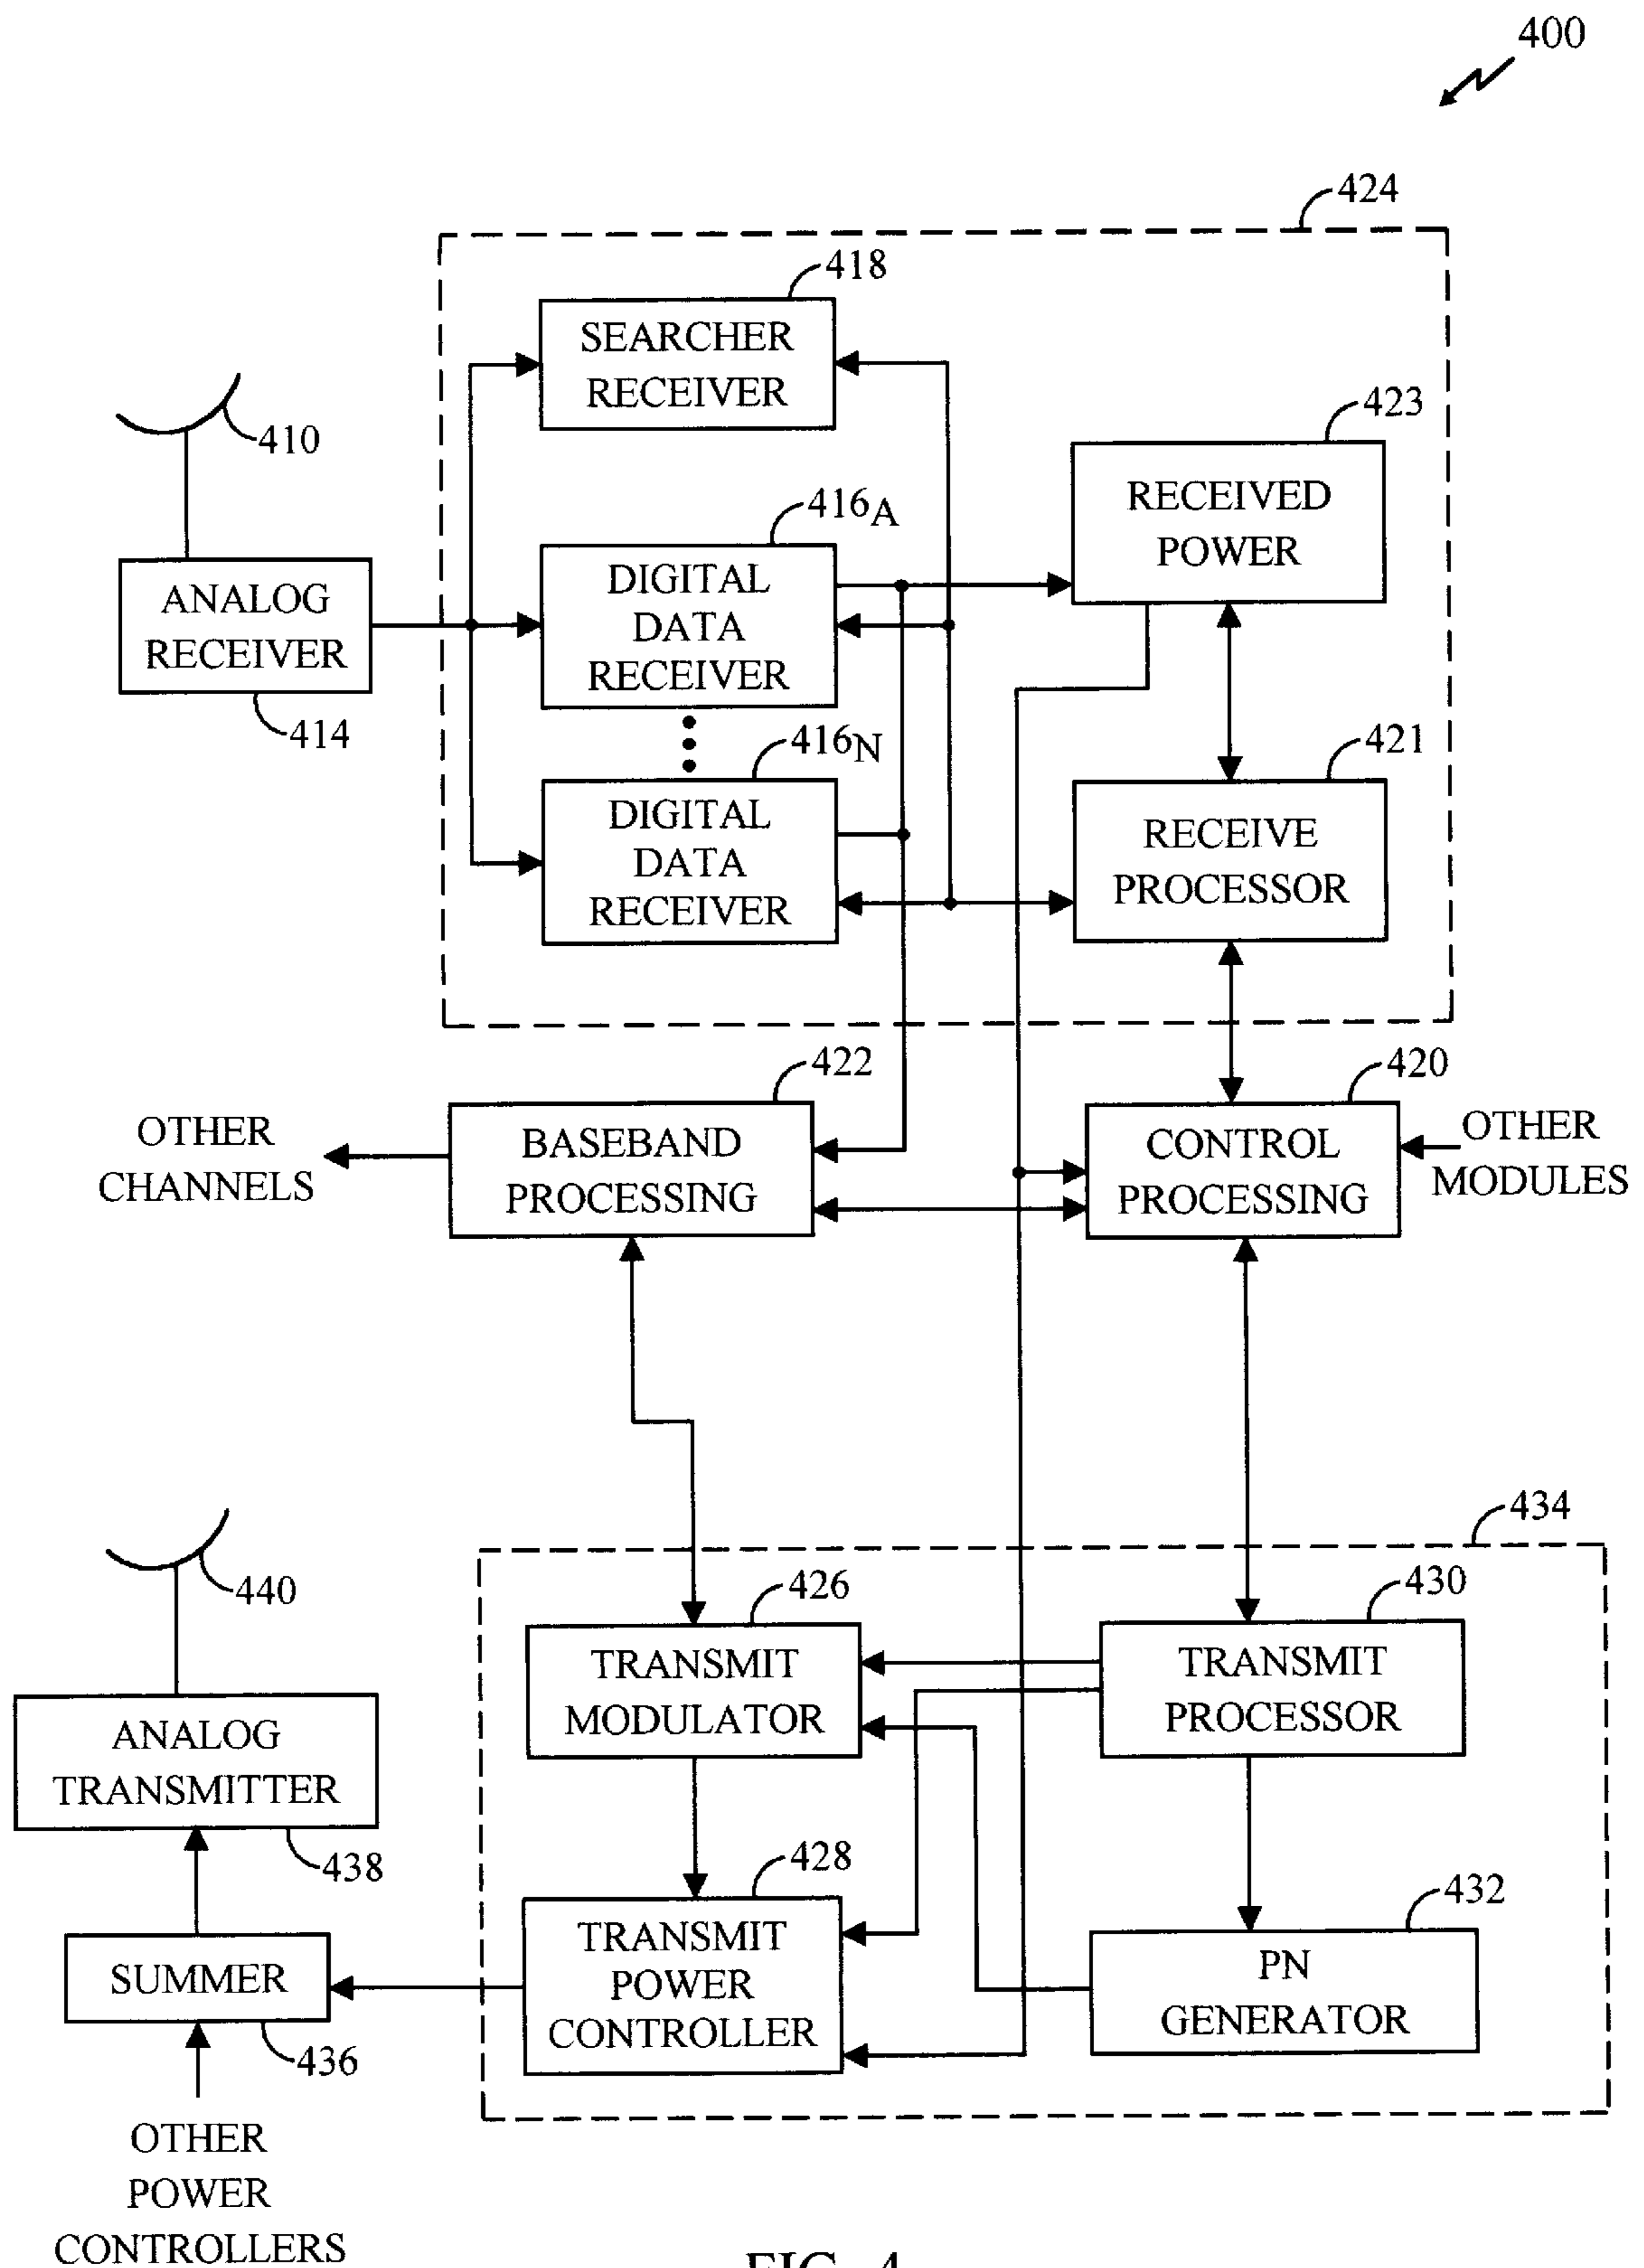 400
424
418
SEARCHER
RECEIVER
410
423
RECEIVED
POWER
416A
DIGITAL
DATA
RECEIVER
ANALOG
RECEIVER
414
416N
DIGITAL
DATA
RECEIVER
421
RECEIVE
PROCESSOR
422
420
OTHER
CHANNELS
BASEBAND
PROCESSING
CONTROL
PROCESSING
OTHER
MODULES
434
440
426
430
TRANSMIT
MODULATOR
TRANSMIT
PROCESSOR
ANALOG
TRANSMITTER
438
428
432
TRANSMIT
POWER
CONTROLLER
PN
GENERATOR
SUMMER
436
OTHER
POWER
CONTROLLERS
FIG. 4